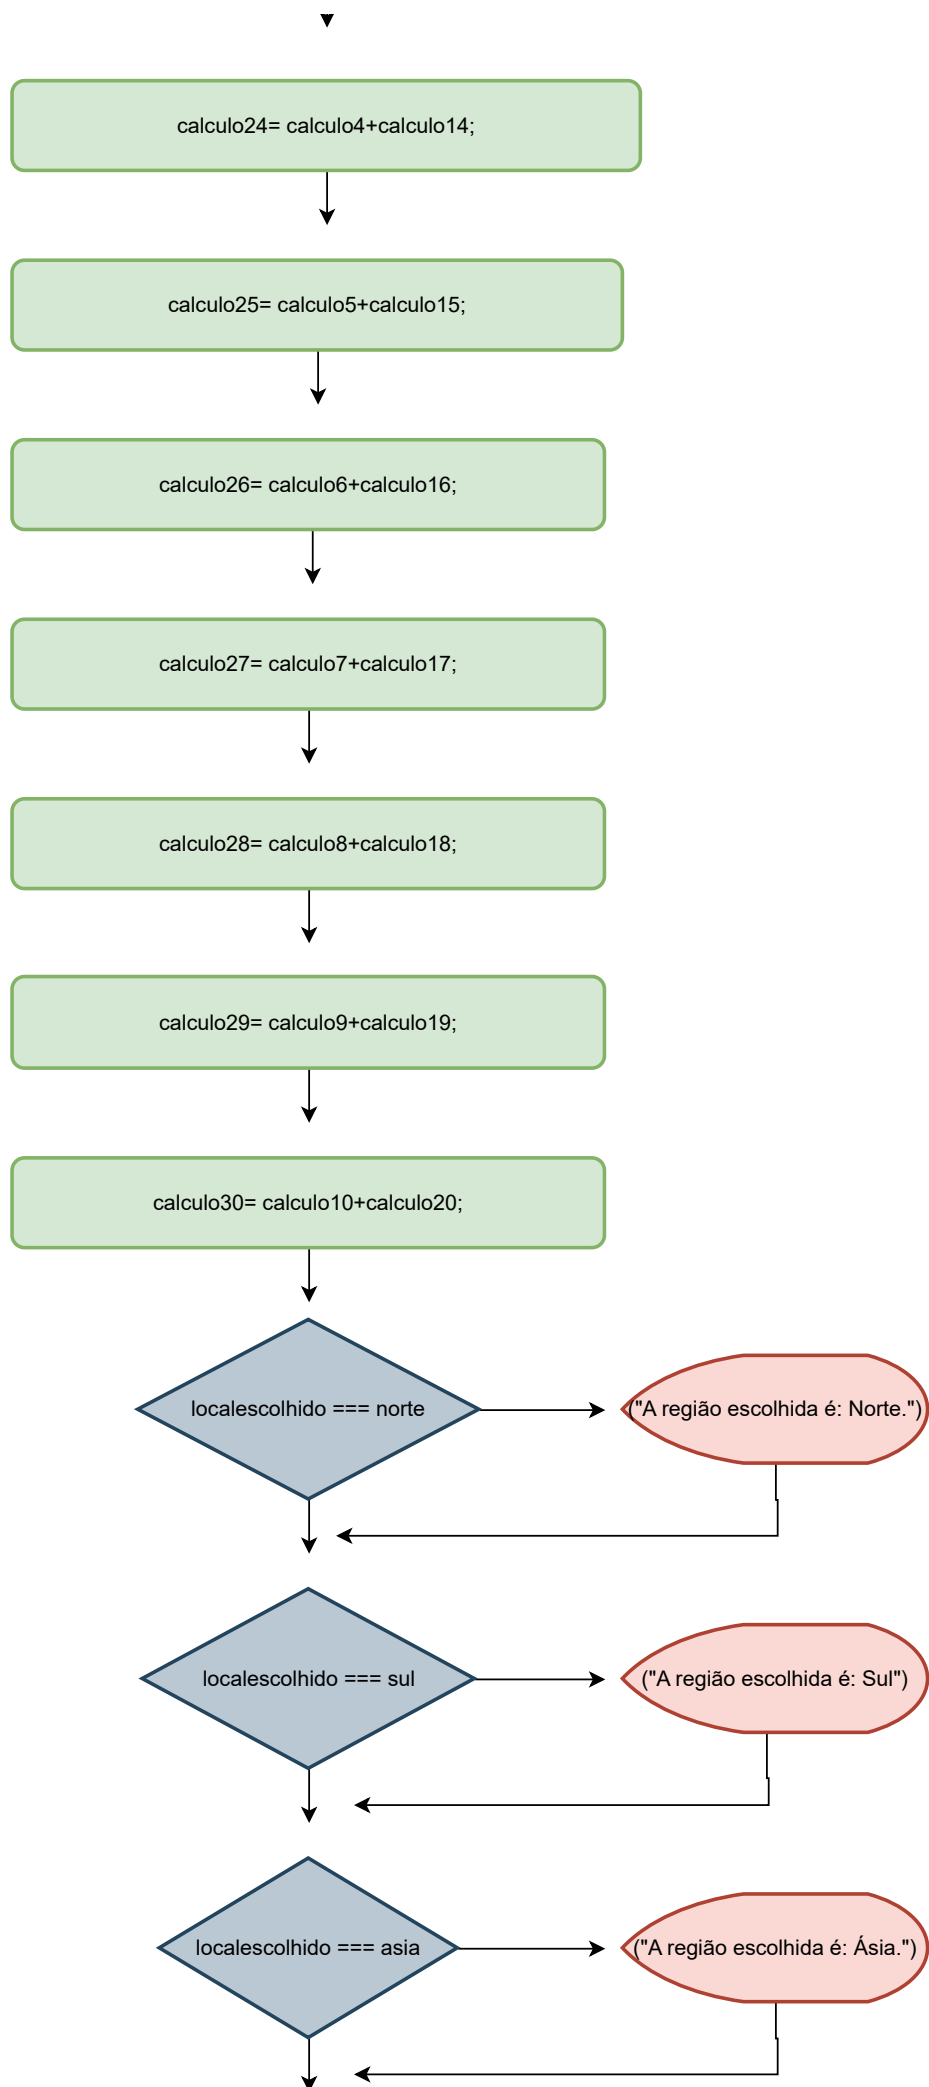 calculo24= calculo4+calculo14;
calculo25= calculo5+calculo15;
calculo26= calculo6+calculo16;
calculo27= calculo7+calculo17;
calculo28= calculo8+calculo18;
calculo29= calculo9+calculo19;
calculo30= calculo10+calculo20;
localescolhido === norte
("A região escolhida é: Norte.")
localescolhido === sul
("A região escolhida é: Sul")
localescolhido === asia
("A região escolhida é: Ásia.")